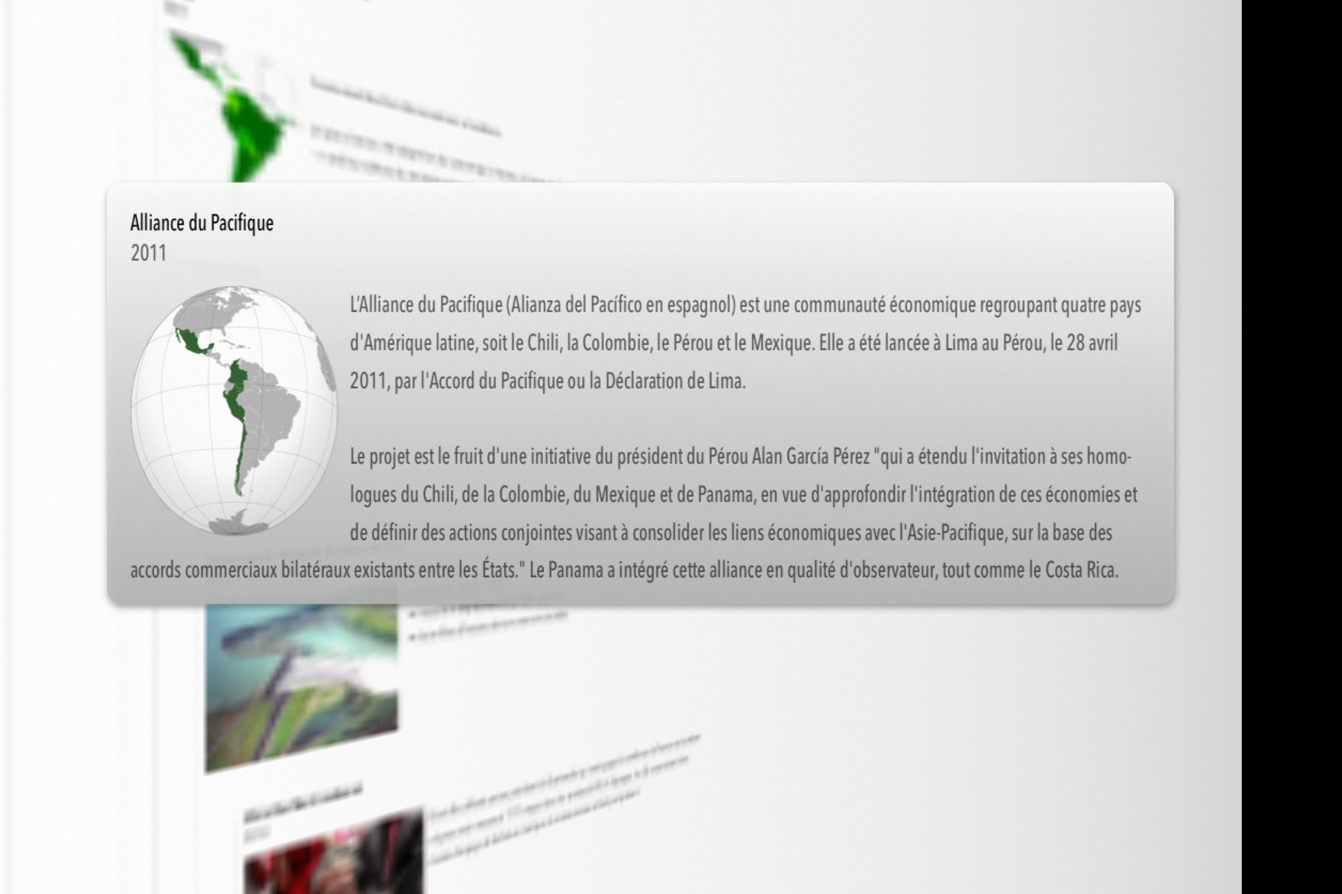 Alliance du Pacifique
2011
L'Alliance du Pacifique (Alianza del Pacífico en espagnol) est une communauté économique regroupant quatre pays
d'Amérique latine, soit le Chili, la Colombie, le Pérou et le Mexique. Elle a été lancée à Lima au Pérou, le 28 avril
2011, par l'Accord du Pacifique ou la Déclaration de Lima.
Le projet est le fruit d'une initiative du président du Pérou Alan García Pérez "qui a étendu l'invitation à ses homo-
logues du Chili, de la Colombie, du Mexique et de Panama, en vue d'approfondir l'intégration de ces économies et
de définir des actions conjointes visant à consolider les liens économiques avec l'Asie-Pacifique, sur la base des
accords commerciaux bilatéraux existants entre les États." Le Panama a intégré cette alliance en qualité d'observateur, tout comme le Costa Rica.